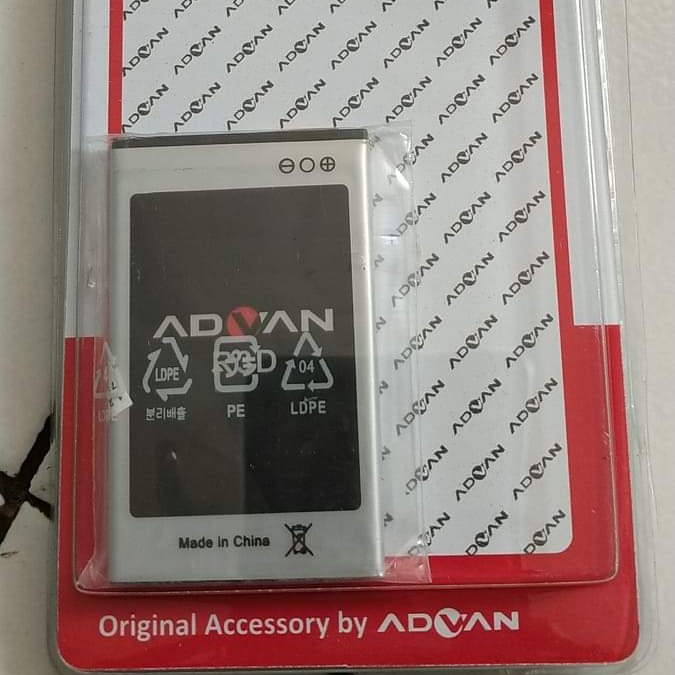 ADVAN
LDPE
04
분리배출
PE
LDPE
Made in China
Original Accessory by ADVAN